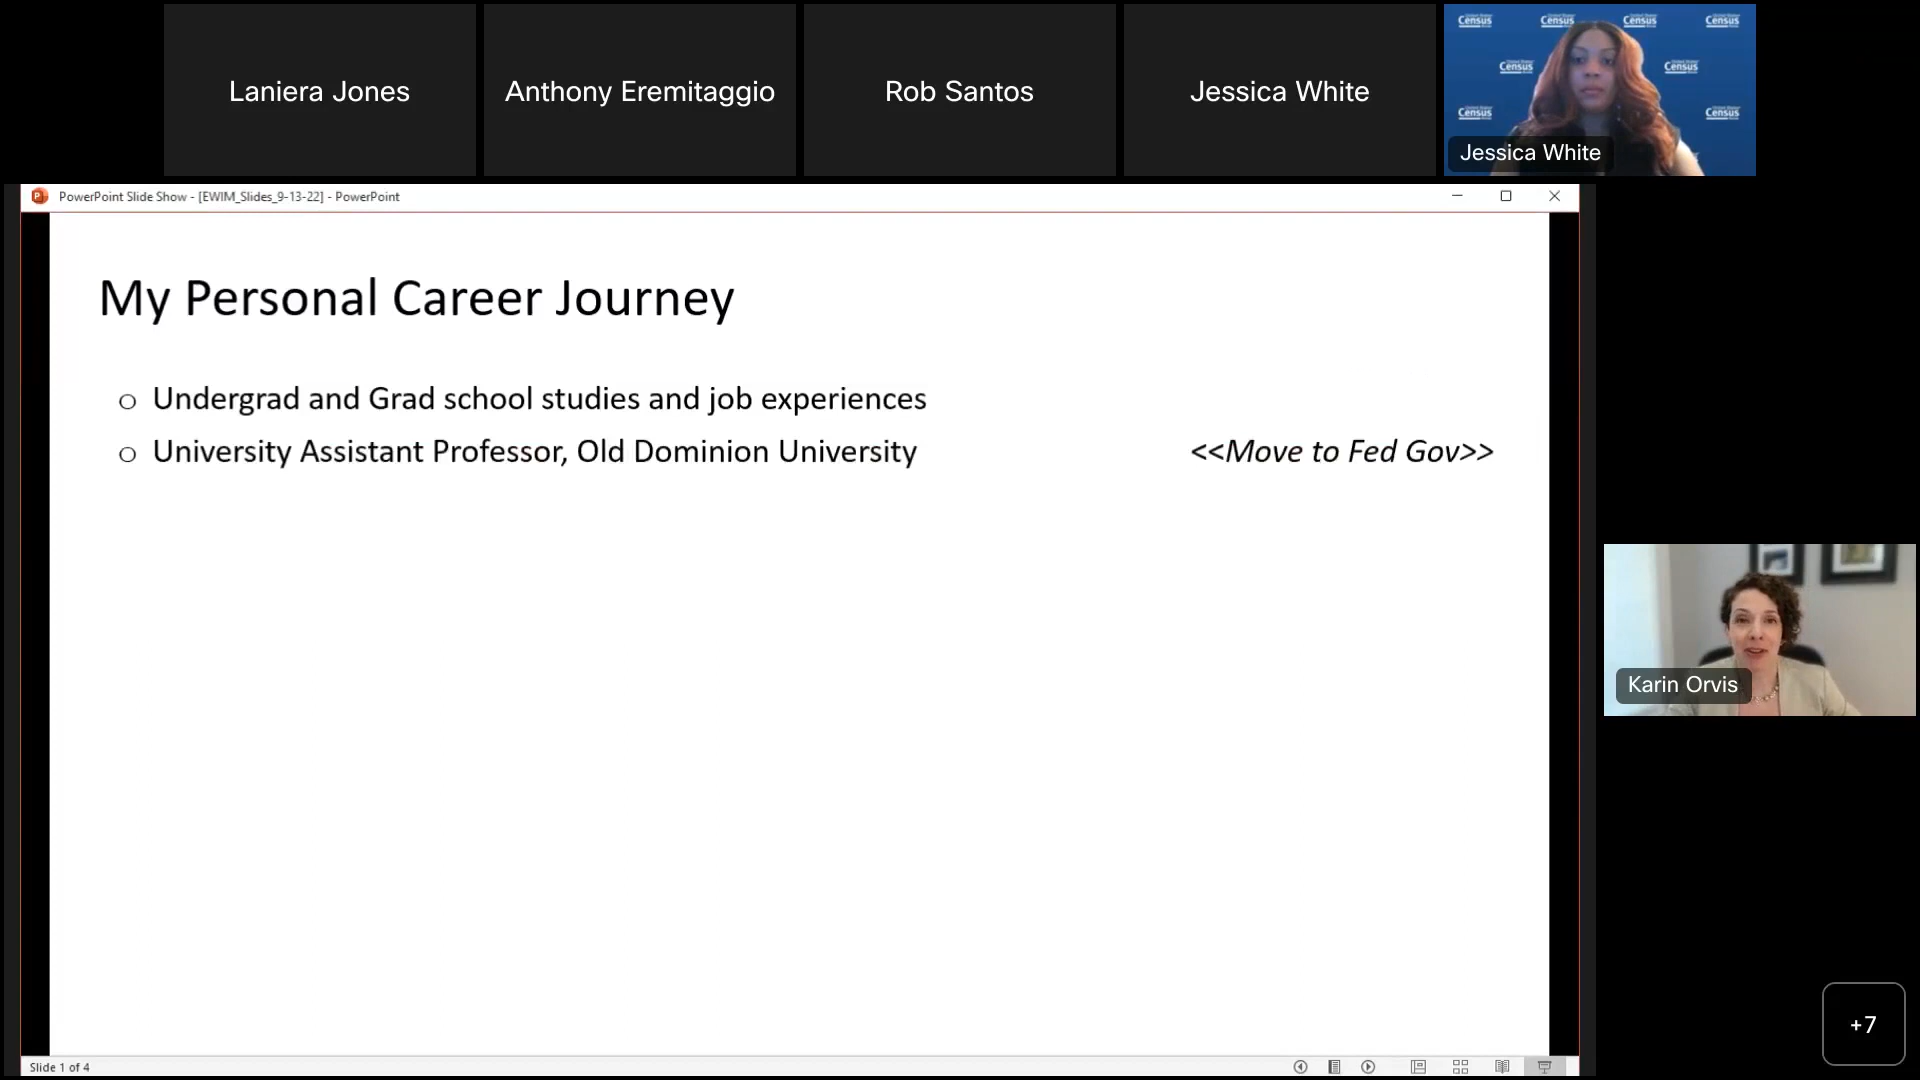 Laniera Jones
Anthony Eremitaggio
Rob Santos
Jessica White
Census Census Census Census
Census Census
Census Census
Jessica White
PowerPoint Slide Show - [EWIM_Slides_9-13-22] - PowerPoint
My Personal Career Journey
o Undergrad and Grad school studies and job experiences
o University Assistant Professor, Old Dominion University <<Move to Fed Gov>>
Karin Orvis
+7
Slide 1 of 4